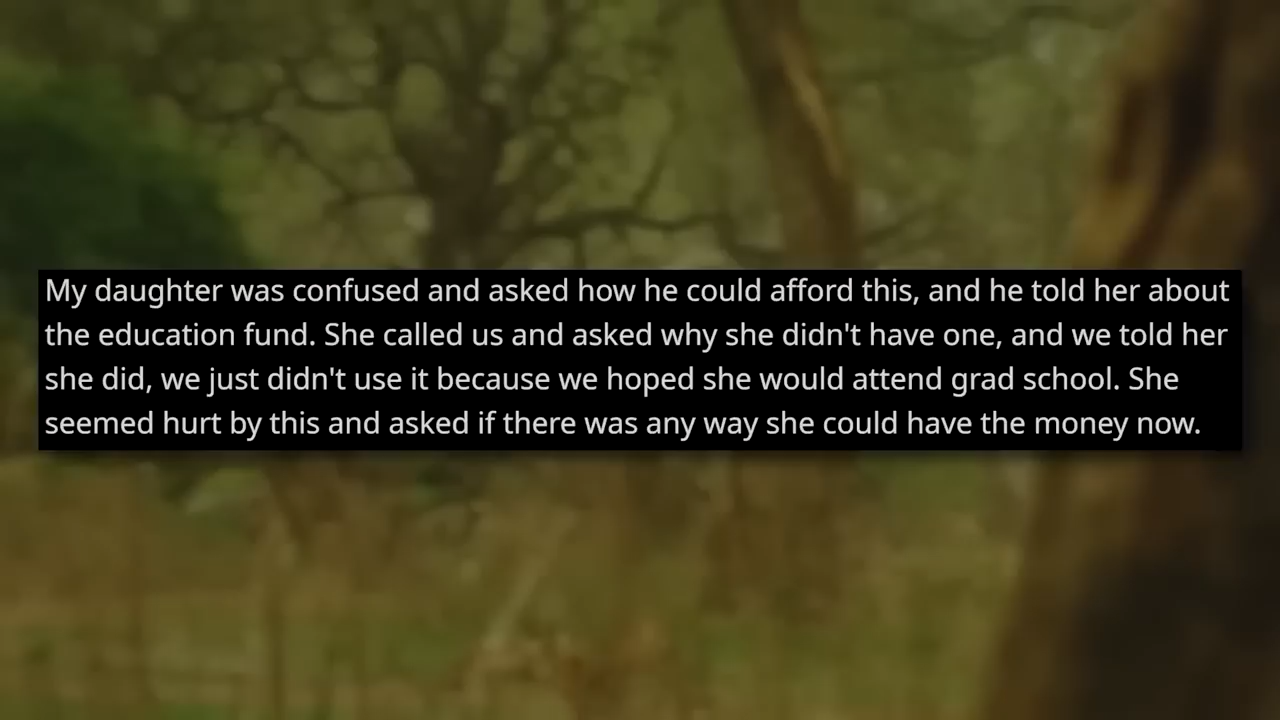 My daughter was confused and asked how he could afford this, and he told her about
the education fund. She called us and asked why she didn't have one, and we told her
she did, we just didn't use it because we hoped she would attend grad school. She
seemed hurt by this and asked if there was any way she could have the money now.